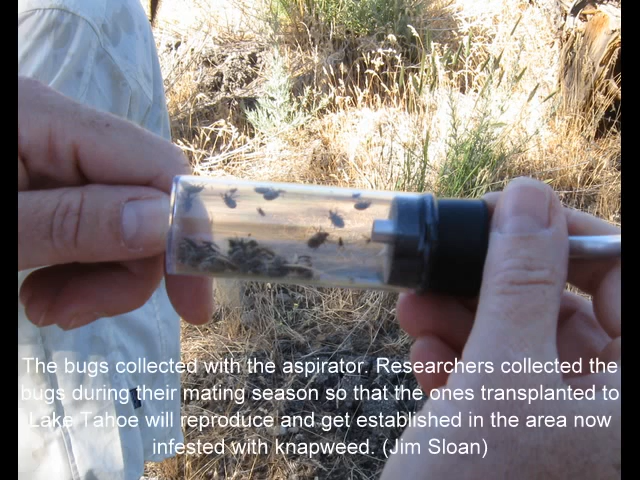 The bugs collected with the aspirator. Researchers collected the
bugs during their mating season so that the ones transplanted to
Lake Tahoe will reproduce and get established in the area now
infested with knapweed. (Jim Sloan)